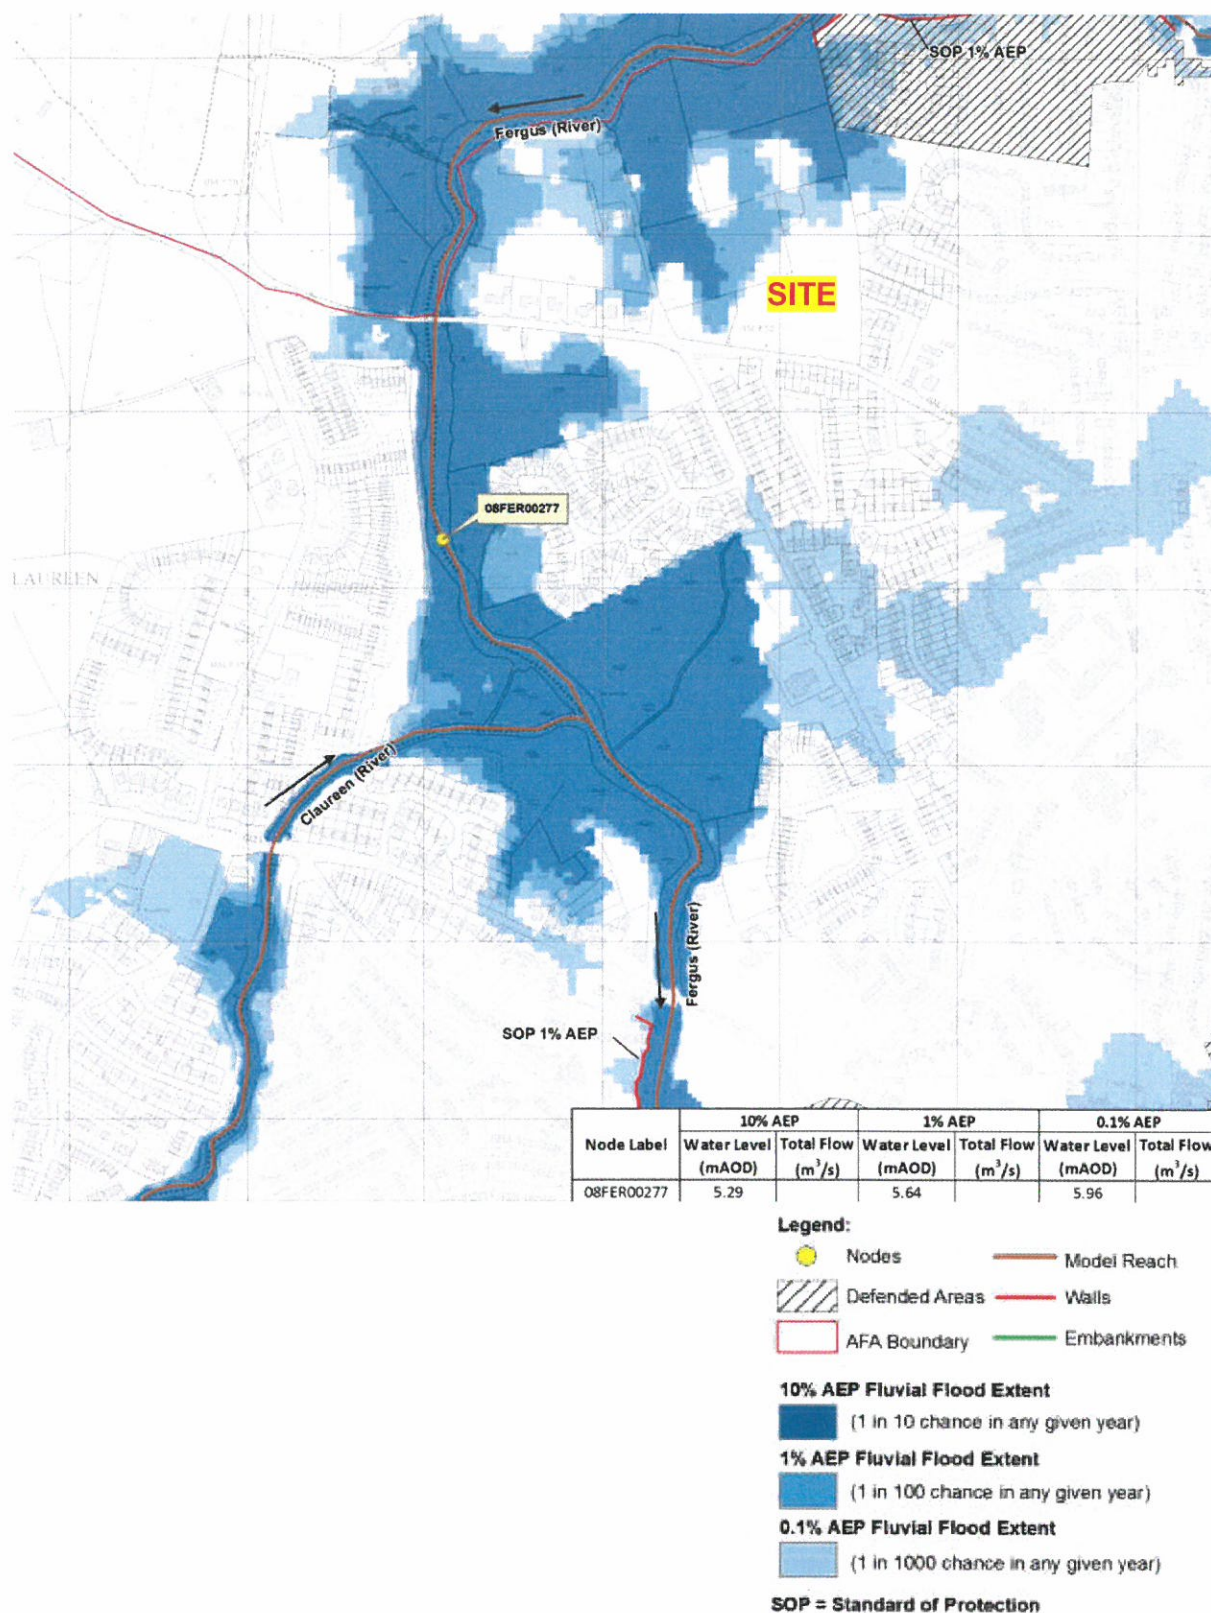 SOP 1% AEP
Fergus (River)
SITE
08FER00277
LAUREEN
Claureen (River)
Fergus (River)
SOP 1% AEP
Node Label 10% AEP 1% AEP 0.1% AEP
Water Level (mAOD) Total Flow (m³/s) Water Level (mAOD) Total Flow (m³/s) Water Level (mAOD) Total Flow (m³/s)
08FER00277 5.29 5.64 5.96
Legend:
Nodes Model Reach
Defended Areas Walls
AFA Boundary Embankments
10% AEP Fluvial Flood Extent
(1 in 10 chance in any given year)
1% AEP Fluvial Flood Extent
(1 in 100 chance in any given year)
0.1% AEP Fluvial Flood Extent
(1 in 1000 chance in any given year)
SOP = Standard of Protection